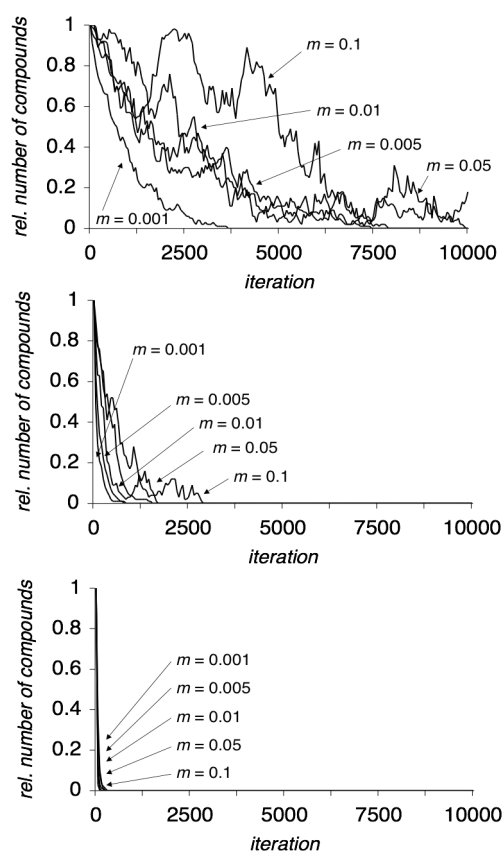 rel. number of compounds
1
0.8
0.6
0.4
0.2
0
m = 0.1
m = 0.01
m = 0.005
m = 0.05
m = 0.001
0 2500 5000 7500 10000
iteration
rel. number of compounds
1
0.8
0.6
0.4
0.2
0
m = 0.001
m = 0.005
m = 0.01
m = 0.05
m = 0.1
0 2500 5000 7500 10000
iteration
rel. number of compounds
1
0.8
0.6
0.4
0.2
0
m = 0.001
m = 0.005
m = 0.01
m = 0.05
m = 0.1
0 2500 5000 7500 10000
iteration